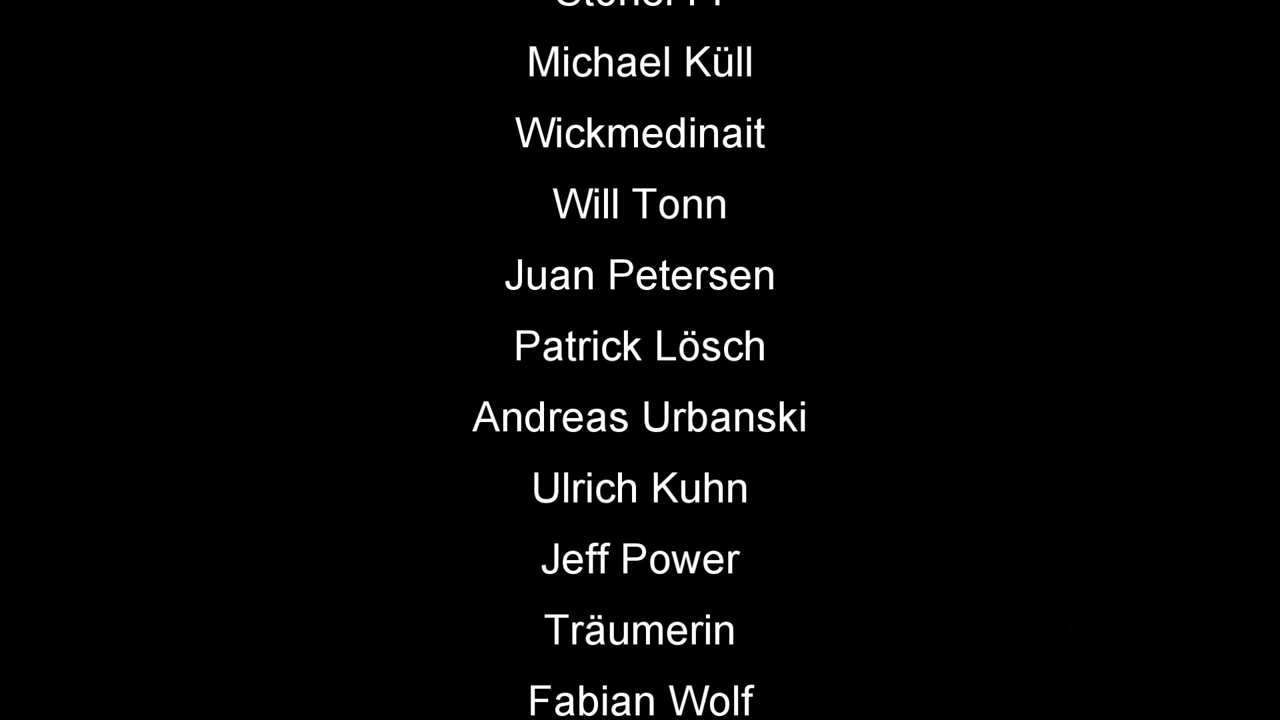 Michael Küll
Wickmedinait
Will Tonn
Juan Petersen
Patrick Lösch
Andreas Urbanski
Ulrich Kuhn
Jeff Power
Träumerin
Fabian Wolf